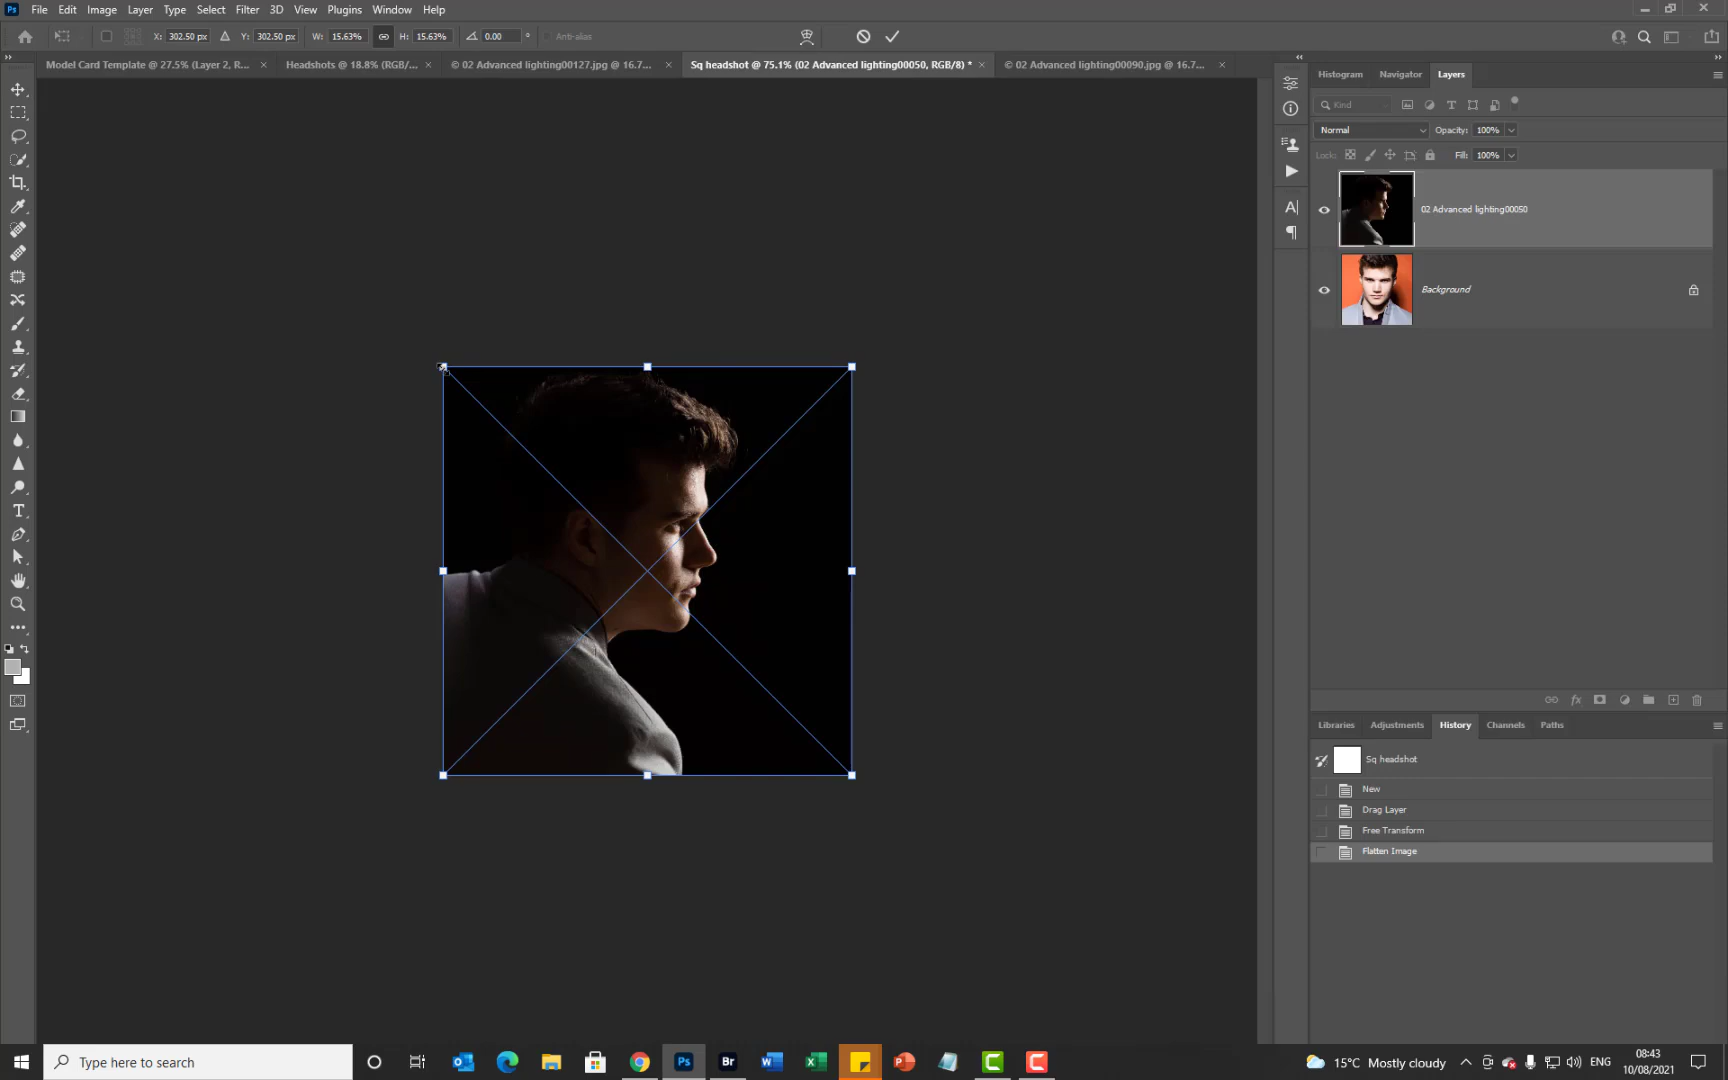 Ps File Edit Image Layer Type Select Filter 3D View Plugins Window Help
X: 302.50 px Y: 302.50 px W: 15.63% H: 15.63% 0.00 ° Anti-alias
Model Card Template @ 27.5% (Layer 2, R... × Headshots @ 18.8% (RGB/... × © 02 Advanced lighting00127.jpg @ 16.7... × Sq headshot @ 75.1% (02 Advanced lighting00050, RGB/8) * × © 02 Advanced lighting00090.jpg @ 16.7... ×
Histogram Navigator Layers
Kind
Normal Opacity: 100%
Lock: Fill: 100%
02 Advanced lighting00050
Background
Libraries Adjustments History Channels Paths
Sq headshot
New
Drag Layer
Free Transform
Flatten Image
Type here to search
Ps Br
15°C Mostly cloudy
ENG
08:43
10/08/2021